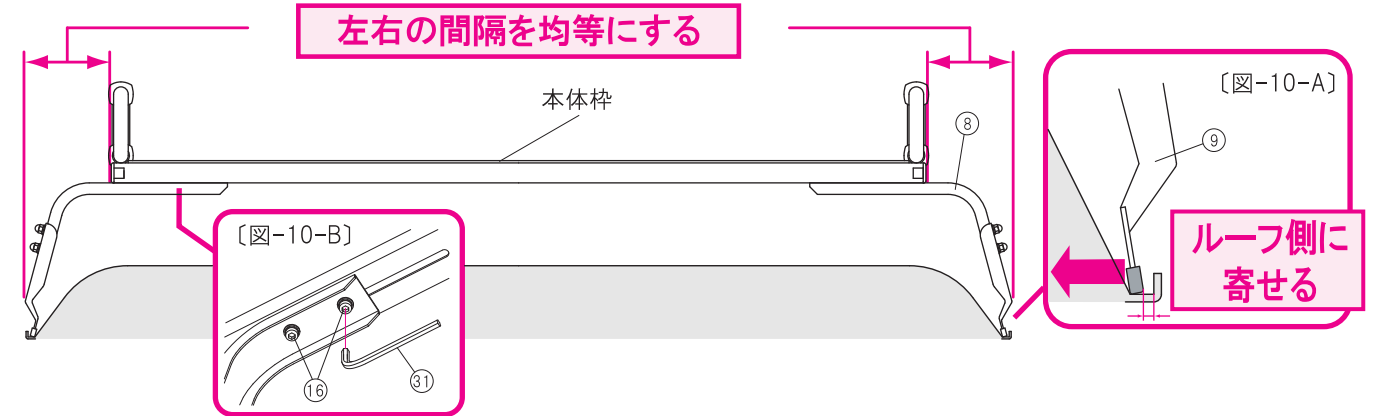 左右の間隔を均等にする
本体枠
⑧
〔図-10-A〕
⑨
ルーフ側に
寄せる
〔図-10-B〕
⑯
㉛